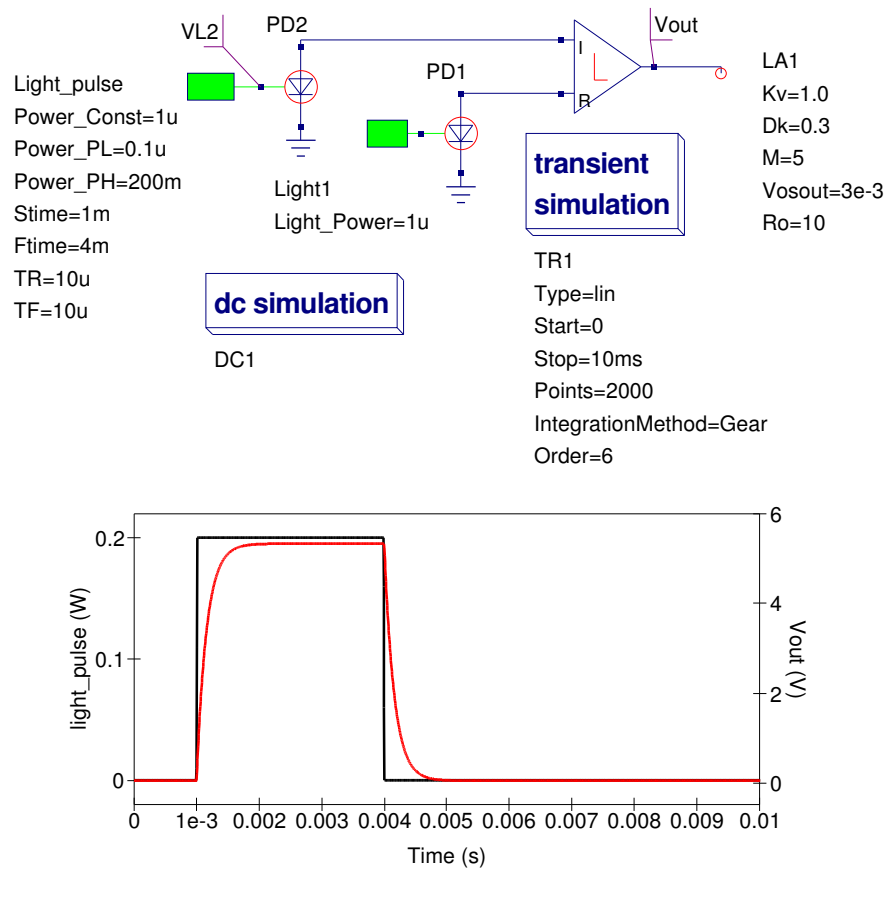 VL2
PD2
Vout
I
L
R
PD1
Light_pulse
Power_Const=1u
Power_PL=0.1u
Power_PH=200m
Stime=1m
Ftime=4m
TR=10u
TF=10u
Light1
Light_Power=1u
LA1
Kv=1.0
Dk=0.3
M=5
Vosout=3e-3
Ro=10
transient
simulation
TR1
Type=lin
Start=0
Stop=10ms
Points=2000
IntegrationMethod=Gear
Order=6
dc simulation
DC1
light_pulse (W)
0.2
0.1
0
6
4
2
0
Vout (V)
0 1e-3 0.002 0.003 0.004 0.005 0.006 0.007 0.008 0.009 0.01
Time (s)